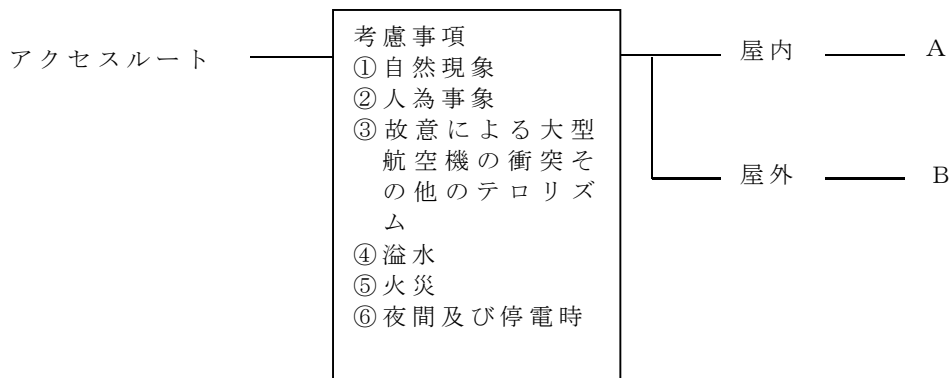 アクセスルート
考慮事項
①自然現象
②人為事象
③故意による大型
航空機の衝突そ
の他のテロリズ
ム
④溢水
⑤火災
⑥夜間及び停電時
屋内
A
屋外
B